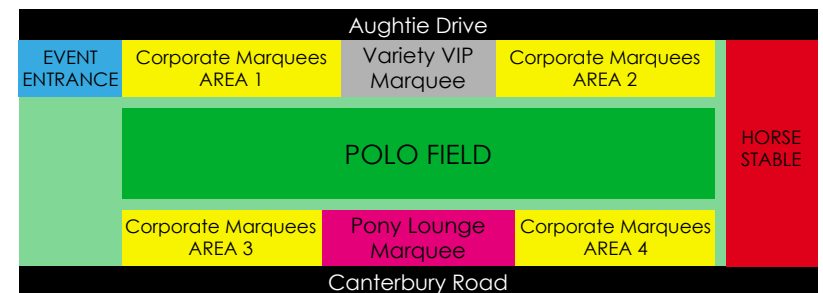 Aughtie Drive
EVENT
ENTRANCE
Corporate Marquees
AREA 1
Variety VIP
Marquee
Corporate Marquees
AREA 2
POLO FIELD
HORSE
STABLE
Corporate Marquees
AREA 3
Pony Lounge
Marquee
Corporate Marquees
AREA 4
Canterbury Road